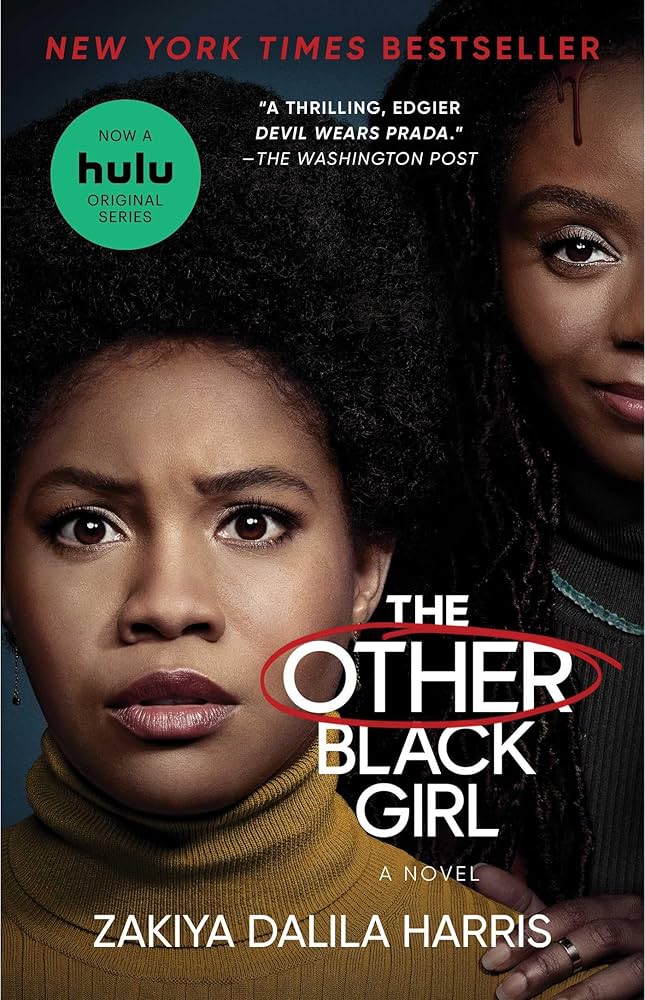 NEW YORK TIMES BESTSELLER
"A THRILLING, EDGIER
DEVIL WEARS PRADA."
—THE WASHINGTON POST
NOW A
hulu
ORIGINAL
SERIES
THE
OTHER
BLACK
GIRL
A NOVEL
ZAKIYA DALILA HARRIS